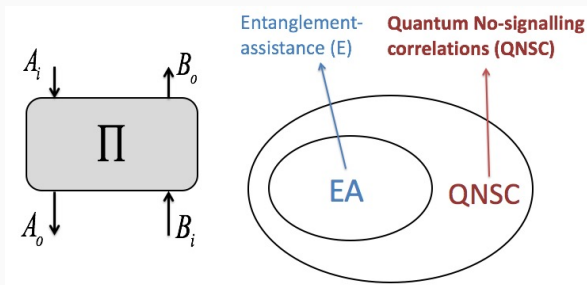 Entanglement-
assistance (E)
Quantum No-signalling
correlations (QNSC)
A_i
B_o
Π
A_o
B_i
EA
QNSC